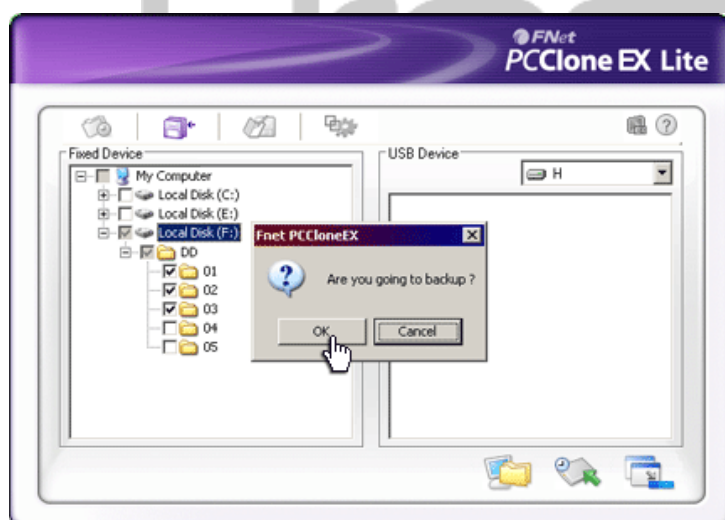 FNet
PCClone EX Lite
Fixed Device
USB Device
My Computer
H
Local Disk (C:)
Local Disk (E:)
Local Disk (F:)
Fnet PCCloneEX
DD
01
Are you going to backup ?
02
03
04
OK
Cancel
05